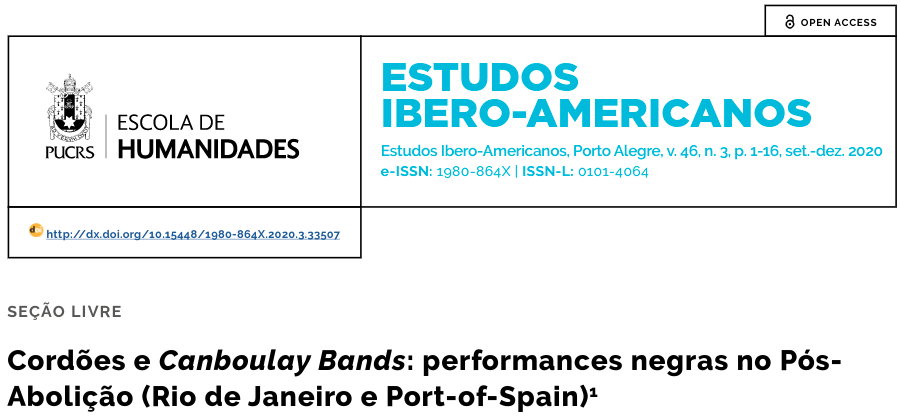 OPEN ACCESS
PUCRS
ESCOLA DE
HUMANIDADES
ESTUDOS
IBERO-AMERICANOS
Estudos Ibero-Americanos, Porto Alegre, v. 46, n. 3, p. 1-16, set.-dez. 2020
e-ISSN: 1980-864X | ISSN-L: 0101-4064
http://dx.doi.org/10.15448/1980-864X.2020.3.33507
SEÇÃO LIVRE
Cordões e Canboulay Bands: performances negras no Pós-
Abolição (Rio de Janeiro e Port-of-Spain)¹